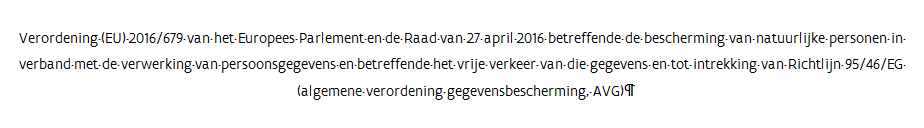 Verordening (EU) 2016/679 van het Europees Parlement en de Raad van 27 april 2016 betreffende de bescherming van natuurlijke personen in
verband met de verwerking van persoonsgegevens en betreffende het vrije verkeer van die gegevens en tot intrekking van Richtlijn 95/46/EG
(algemene verordening gegevensbescherming, AVG)¶